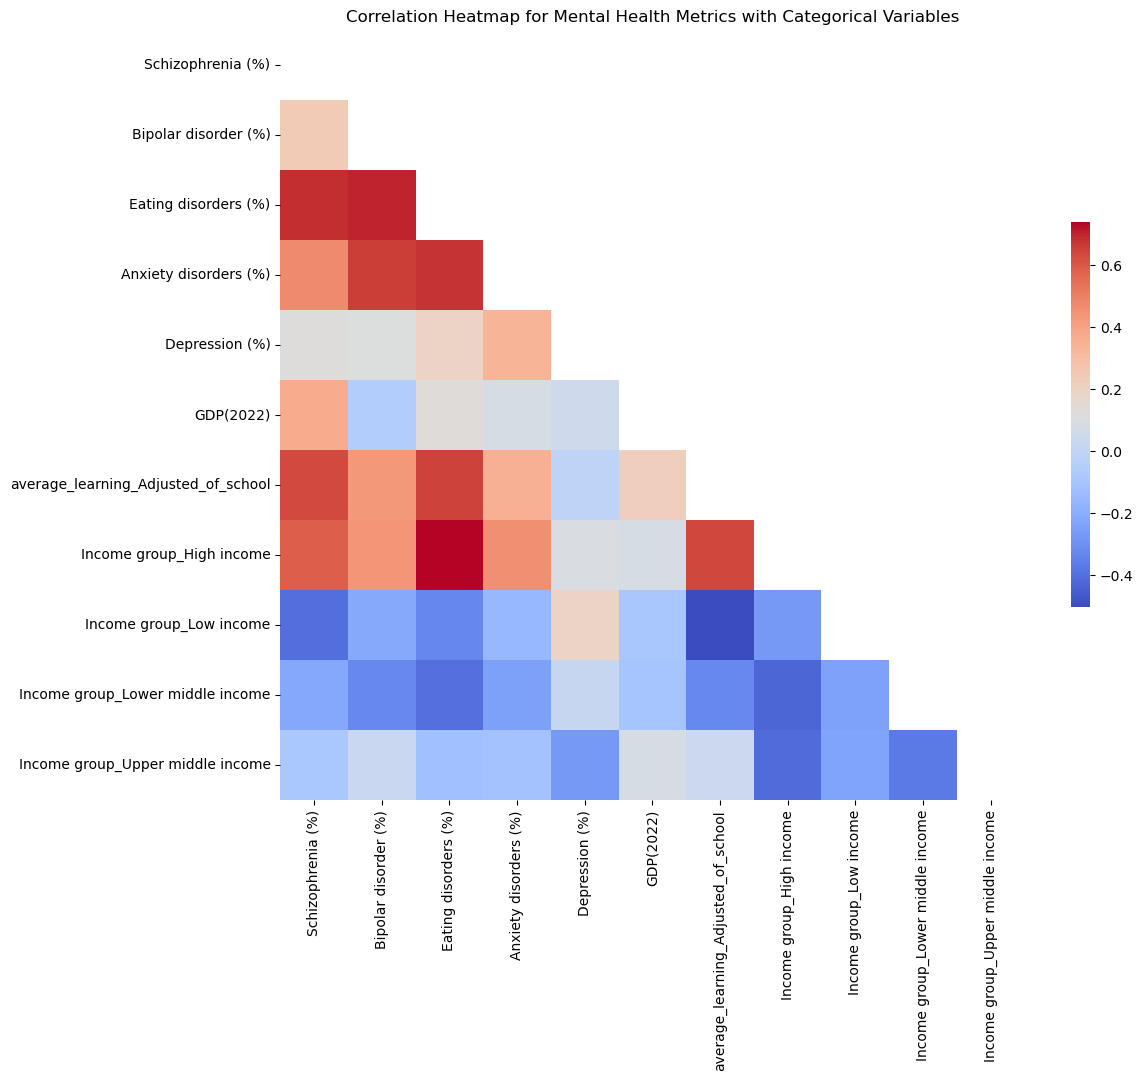 Correlation Heatmap for Mental Health Metrics with Categorical Variables
Schizophrenia (%)
Bipolar disorder (%)
Eating disorders (%)
Anxiety disorders (%)
Depression (%)
GDP(2022)
average_learning_Adjusted_of_school
Income group_High income
Income group_Low income
Income group_Lower middle income
Income group_Upper middle income
Schizophrenia (%)
Bipolar disorder (%)
Eating disorders (%)
Anxiety disorders (%)
Depression (%)
GDP(2022)
average_learning_Adjusted_of_school
Income group_High income
Income group_Low income
Income group_Lower middle income
Income group_Upper middle income
0.6
0.4
0.2
0.0
−0.2
−0.4